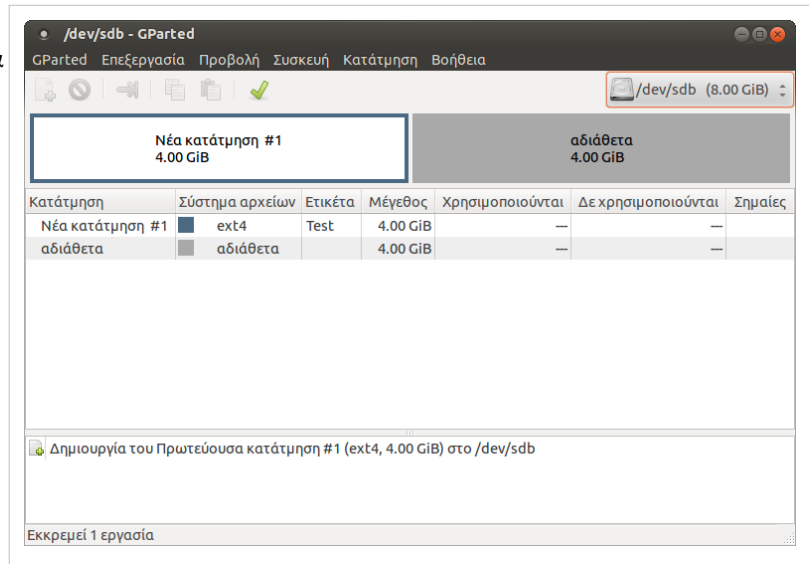 /dev/sdb - GParted
GParted Επεξεργασία Προβολή Συσκευή Κατάτμηση Βοήθεια
/dev/sdb (8.00 GiB)
Νέα κατάτμηση #1
4.00 GiB
αδιάθετα
4.00 GiB
Κατάτμηση Σύστημα αρχείων Ετικέτα Μέγεθος Χρησιμοποιούνται Δε χρησιμοποιούνται Σημαίες
Νέα κατάτμηση #1 ext4 Test 4.00 GiB --- ---
αδιάθετα αδιάθετα 4.00 GiB --- ---
Δημιουργία του Πρωτεύουσα κατάτμηση #1 (ext4, 4.00 GiB) στο /dev/sdb
Εκκρεμεί 1 εργασία